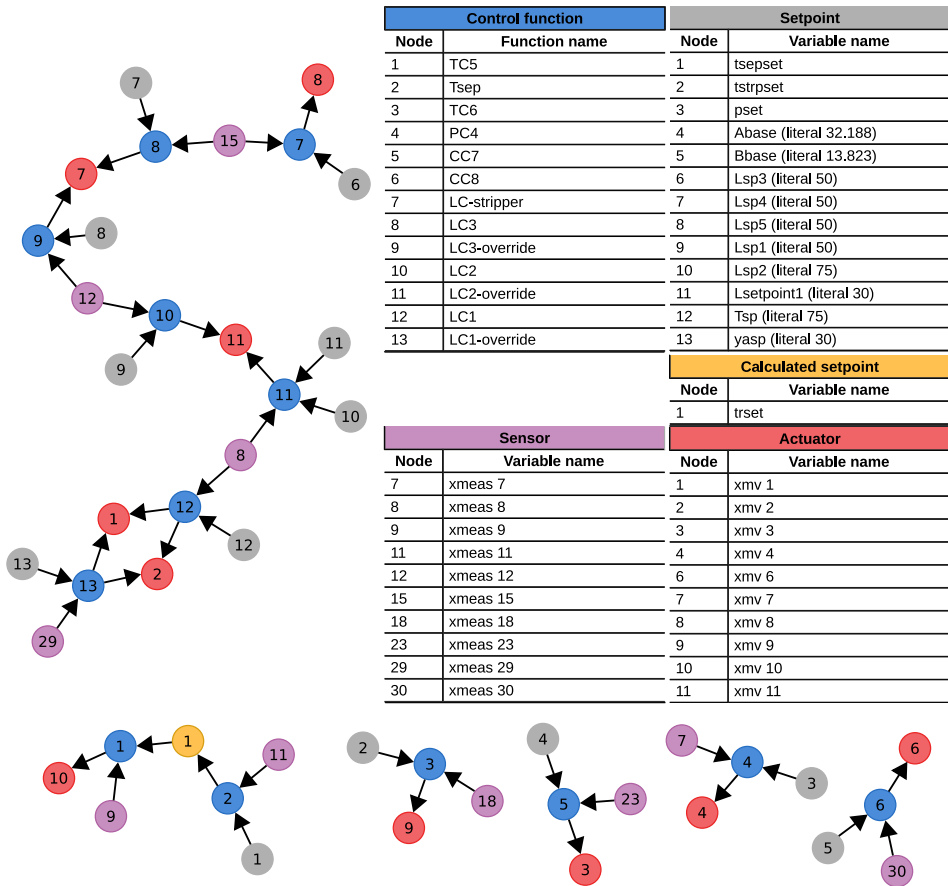 Control function
Node Function name
1 TC5
2 Tsep
3 TC6
4 PC4
5 CC7
6 CC8
7 LC-stripper
8 LC3
9 LC3-override
10 LC2
11 LC2-override
12 LC1
13 LC1-override
Setpoint
Node Variable name
1 tsepset
2 tstrpset
3 pset
4 Abase (literal 32.188)
5 Bbase (literal 13.823)
6 Lsp3 (literal 50)
7 Lsp4 (literal 50)
8 Lsp5 (literal 50)
9 Lsp1 (literal 50)
10 Lsp2 (literal 75)
11 Lsetpoint1 (literal 30)
12 Tsp (literal 75)
13 yasp (literal 30)
Calculated setpoint
Node Variable name
1 trset
Sensor
Node Variable name
7 xmeas 7
8 xmeas 8
9 xmeas 9
11 xmeas 11
12 xmeas 12
15 xmeas 15
18 xmeas 18
23 xmeas 23
29 xmeas 29
30 xmeas 30
Actuator
Node Variable name
1 xmv 1
2 xmv 2
3 xmv 3
4 xmv 4
6 xmv 6
7 xmv 7
8 xmv 8
9 xmv 9
10 xmv 10
11 xmv 11
7
8
8
15
7
7
6
9
8
12
10
11
11
9
11
10
8
12
1
12
13
13
2
29
1
1
11
10
9
2
1
2
3
18
9
4
5
23
3
7
4
3
4
6
6
5
30